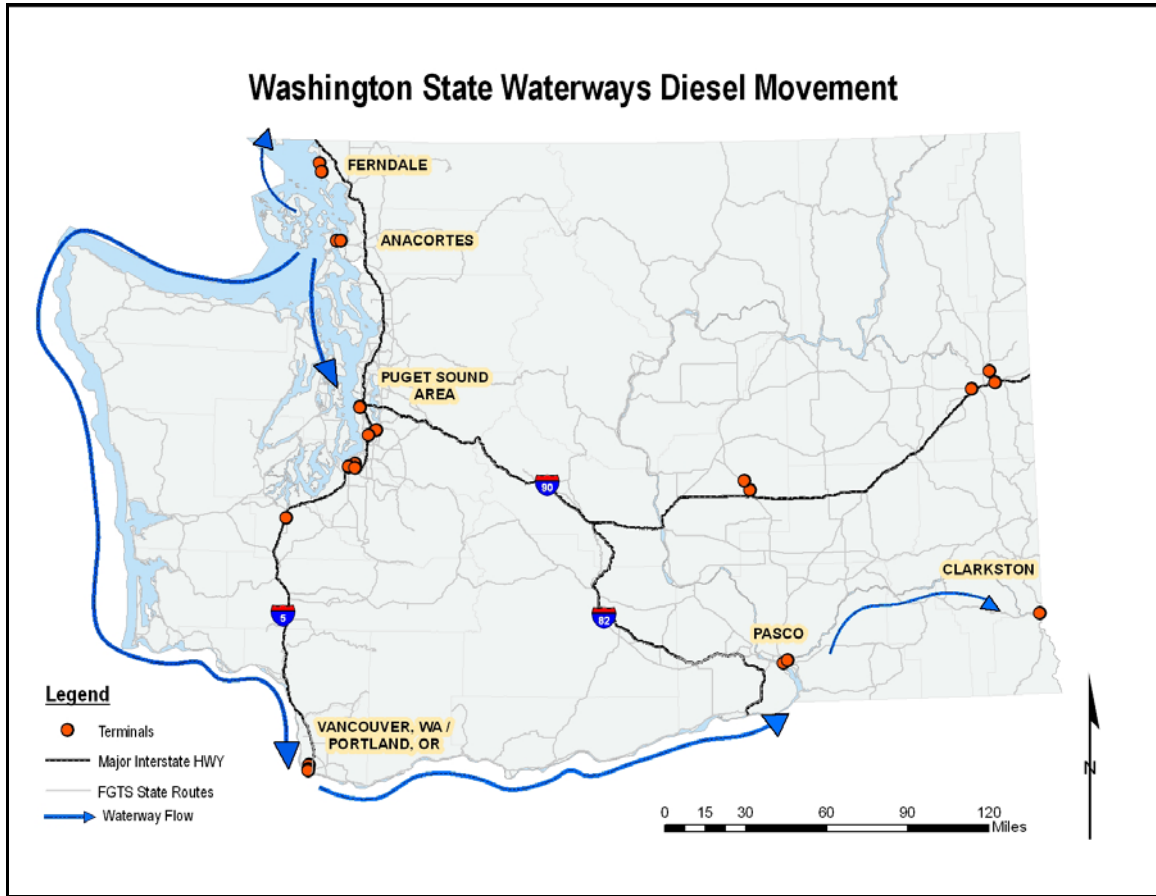 Washington State Waterways Diesel Movement
FERNDALE
ANACORTES
PUGET SOUND
AREA
90
CLARKSTON
5
82
PASCO
VANCOUVER, WA /
PORTLAND, OR
Legend
Terminals
Major Interstate HWY
FGTS State Routes
Waterway Flow
0 15 30 60 90 120
Miles
N